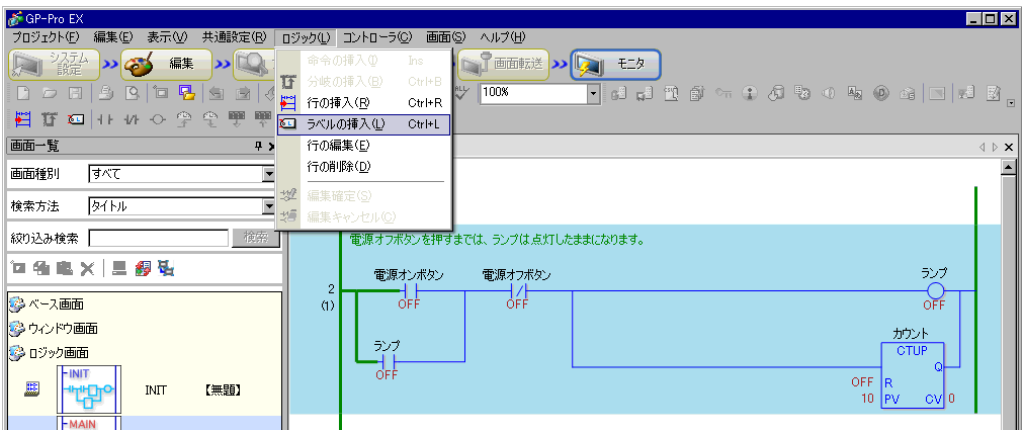 GP-Pro EX
プロジェクト(F) 編集(E) 表示(V) 共通設定(R) ロジック(L) コントローラ(C) 画面(S) ヘルプ(H)
システム設定 編集 画面転送 モニタ
命令の挿入(I) Ins
分岐の挿入(B) Ctrl+B
行の挿入(R) Ctrl+R
ラベルの挿入(L) Ctrl+L
行の編集(E)
行の削除(D)
編集確定(S)
編集キャンセル(C)
100%
画面一覧
画面種別 すべて
検索方法 タイトル
絞り込み検索 検索
ベース画面
ウィンドウ画面
ロジック画面
INIT INIT 【無題】
MAIN
電源オフボタンを押すまでは、ランプは点灯したままになります。
電源オンボタン 電源オフボタン ランプ
2
(1) OFF OFF OFF
ランプ カウント
OFF CTUP
Q
OFF R
10 PV CV 0